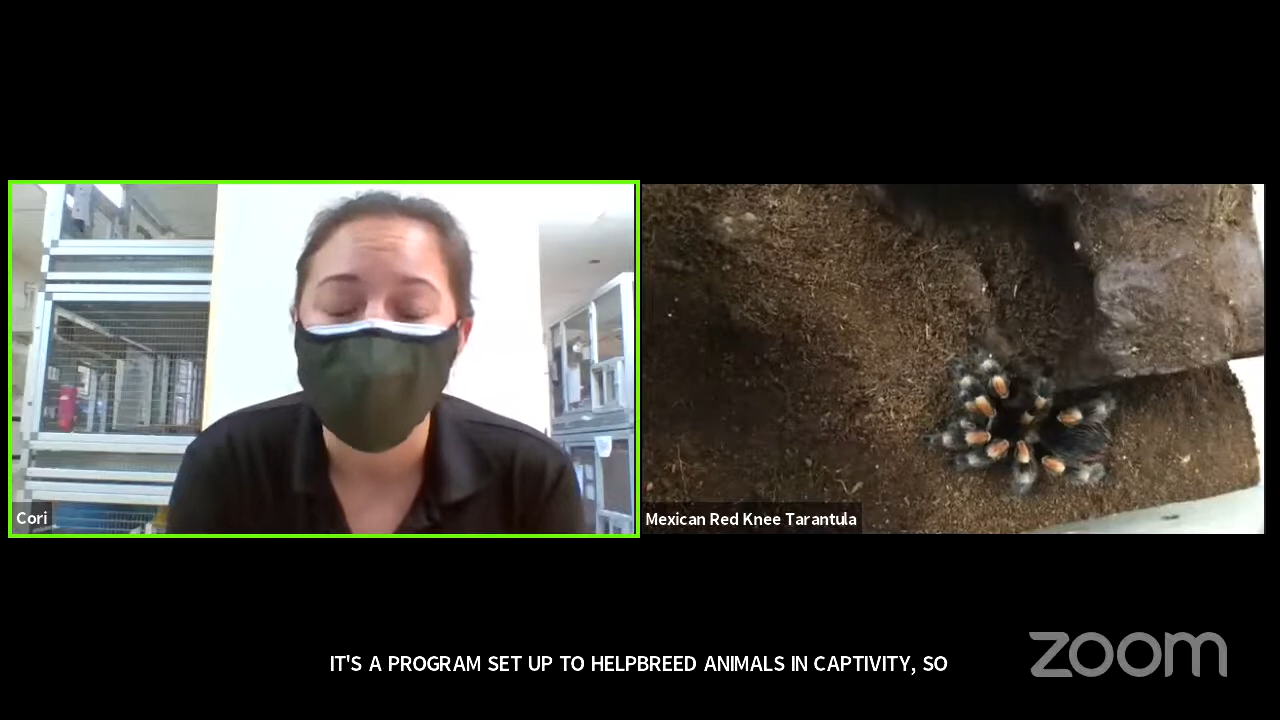 Cori
Mexican Red Knee Tarantula
IT'S A PROGRAM SET UP TO HELPBREED ANIMALS IN CAPTIVITY, SO
zoom